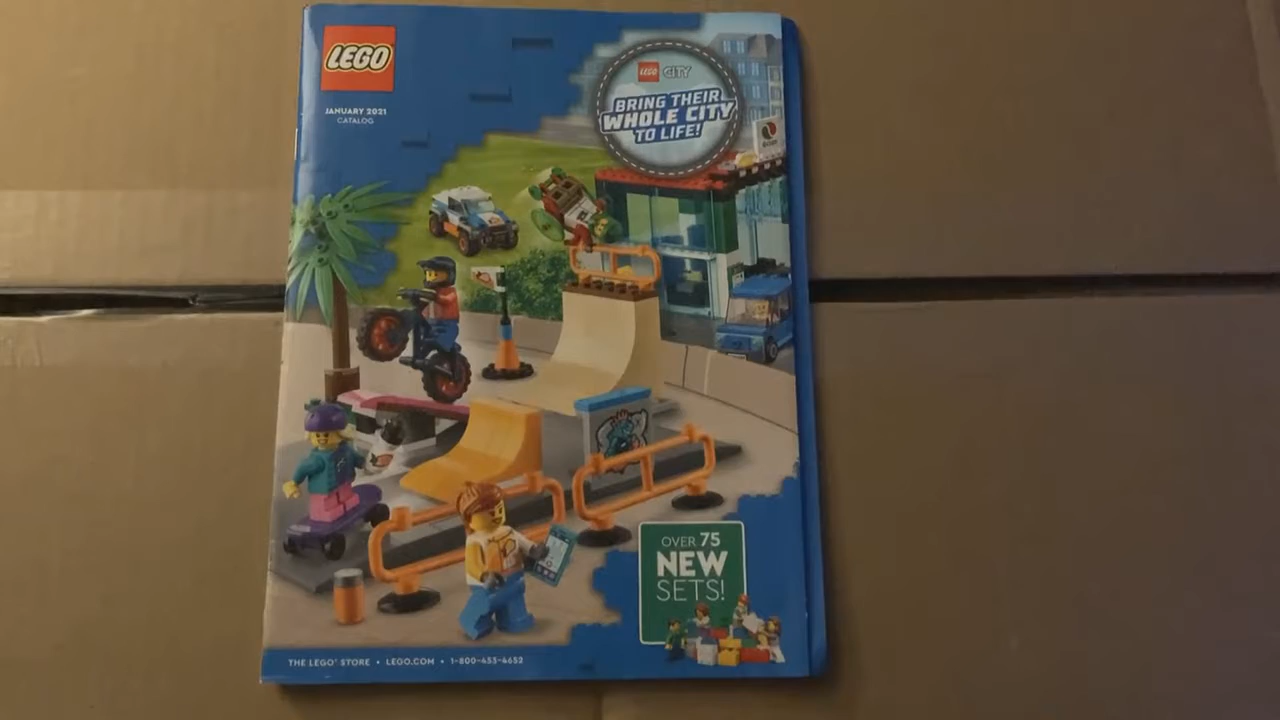 LEGO
JANUARY 2021
CATALOG
LEGO CITY
BRING THEIR
WHOLE CITY
TO LIFE!
OVER 75
NEW
SETS!
THE LEGO® STORE • LEGO.COM • 1-800-453-4652